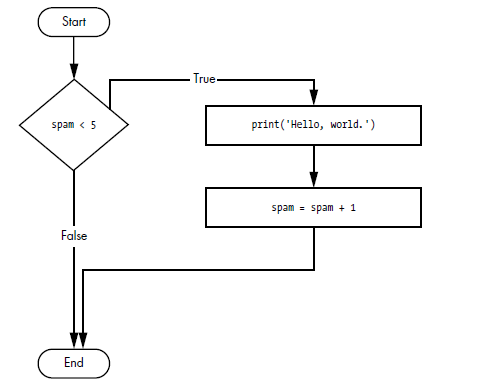 Start
True
spam < 5
print('Hello, world.')
spam = spam + 1
False
End